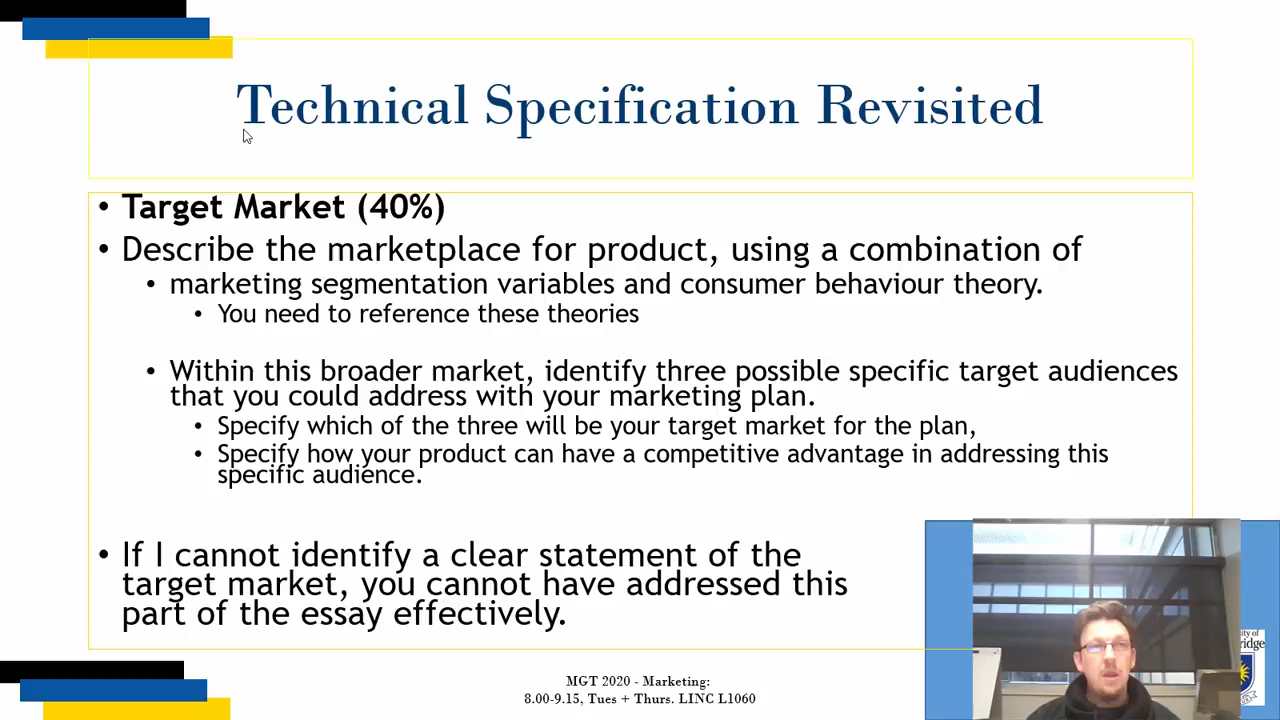 Technical Specification Revisited
• Target Market (40%)
• Describe the marketplace for product, using a combination of
• marketing segmentation variables and consumer behaviour theory.
• You need to reference these theories
• Within this broader market, identify three possible specific target audiences
that you could address with your marketing plan.
• Specify which of the three will be your target market for the plan,
• Specify how your product can have a competitive advantage in addressing this
specific audience.
• If I cannot identify a clear statement of the
target market, you cannot have addressed this
part of the essay effectively.
MGT 2020 - Marketing:
8.00-9.15, Tues + Thurs. LINC L1060